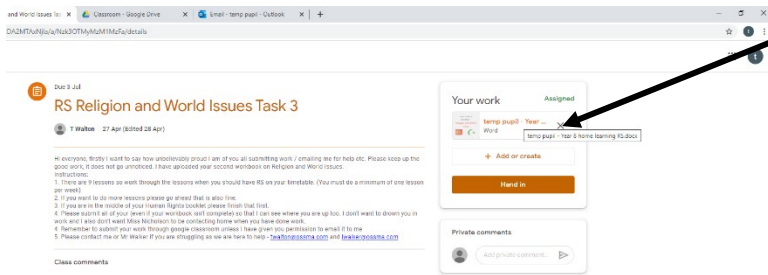 and World Issues Tas
Classroom - Google Drive
Email - temp pupil - Outlook
DA2MTAxNjIa/a/Nzk3OTMyMzM1MzFa/details
Due 9 Jul
RS Religion and World Issues Task 3
T Walton 27 Apr (Edited 28 Apr)
Hi everyone, firstly I want to say how unbelievably proud I am of you all submitting work / emailing me for help etc. Please keep up the
good work, it does not go unnoticed. I have uploaded your second workbook on Religion and World Issues.
Instructions:
1. There are 9 lessons so work through the lessons when you should have RS on your timetable. (You must do a minimum of one lesson
per week)
2. If you want to do more lessons please go ahead that is also fine.
3. If you are in the middle of your Human Rights booklet please finish that first.
4. Please submit all of your (even if your workbook isn't complete) so that I can see where you are up too. I don't want to drown you in
work and I also don't want Miss Nicholson to be contacting home when you have done work.
4. Remember to submit your work through google classroom unless I have given you permission to email it to me
5. Please contact me or Mr Walker if you are struggling as we are here to help - twalton@ossma.com and lwalker@ossma.com
Class comments
Your work
Assigned
temp pupil - Year ...
Word
temp pupil - Year 8 home learning RS.docx
+ Add or create
Hand in
Private comments
Add private comment...
t